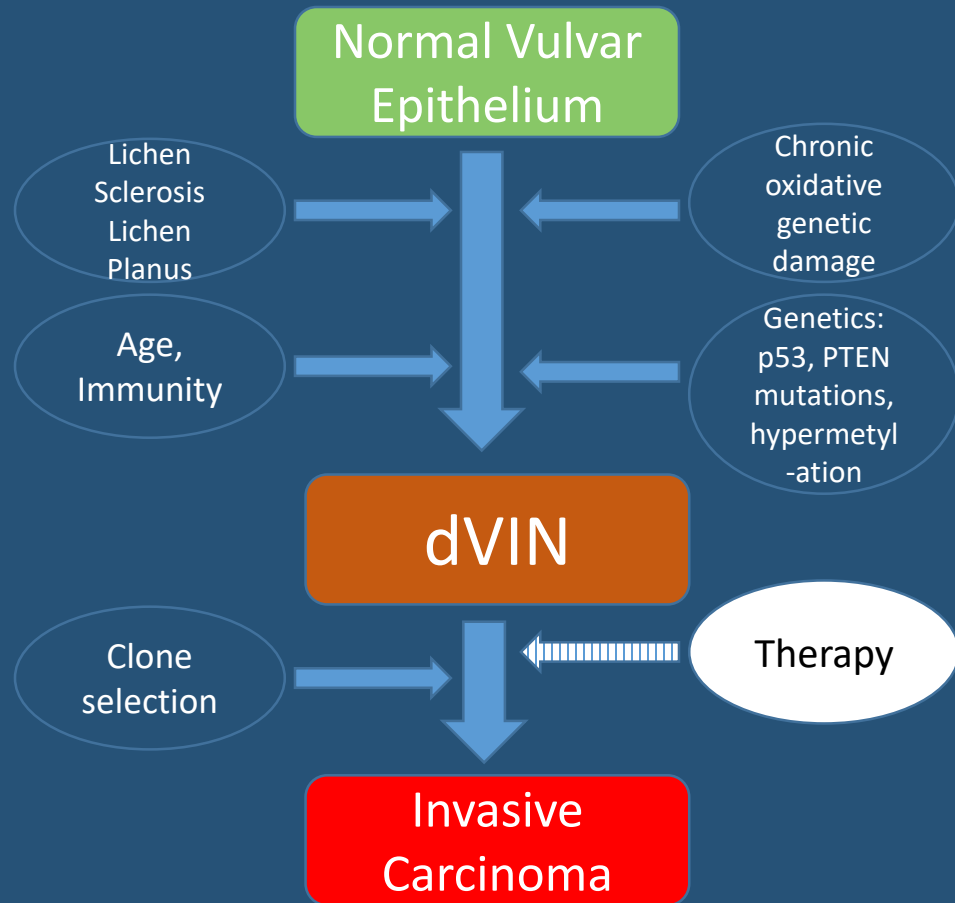 Normal Vulvar
Epithelium
Lichen
Sclerosis
Lichen
Planus
Chronic
oxidative
genetic
damage
Age,
Immunity
Genetics:
p53, PTEN
mutations,
hypermetyl
-ation
dVIN
Clone
selection
Therapy
Invasive
Carcinoma